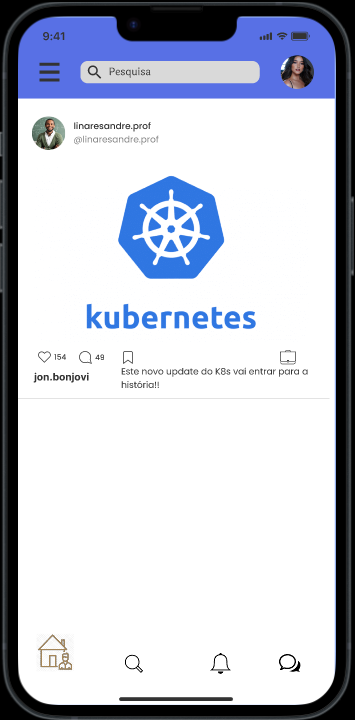 9:41
Pesquisa
linaresandre.prof
@linaresandre.prof
kubernetes
154 49
jon.bonjovi
Este novo update do K8s vai entrar para a
história!!